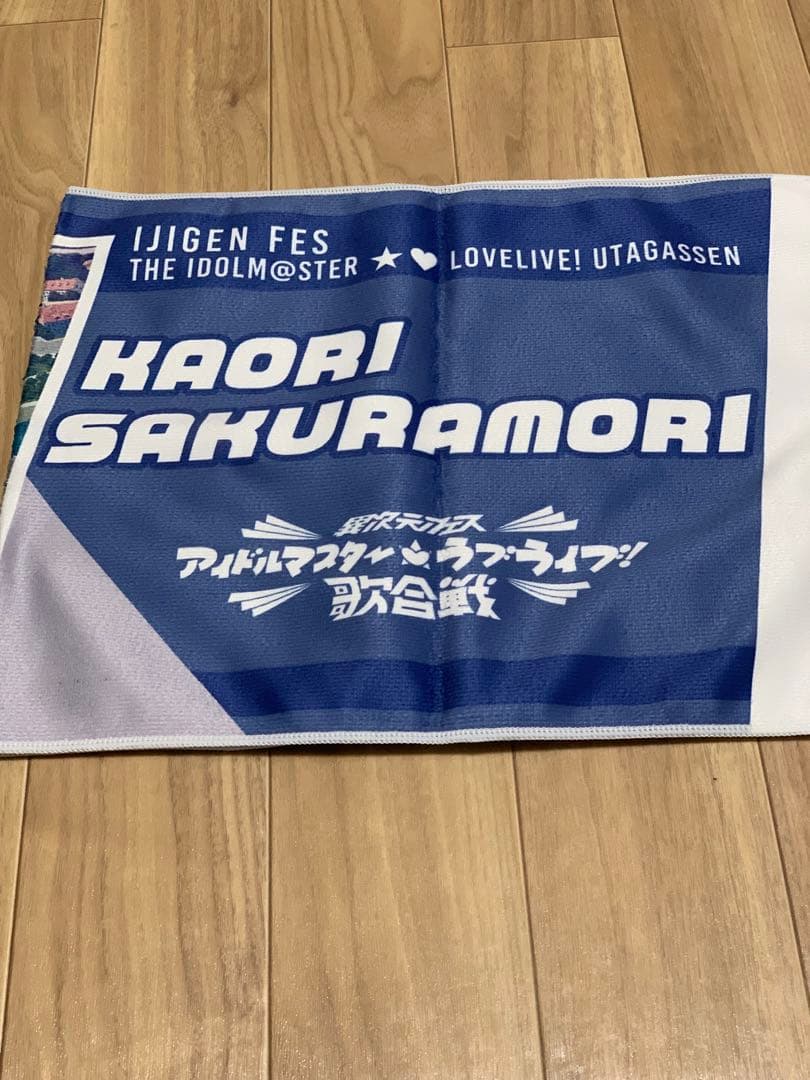 IJIGEN FES
THE IDOLM@STER ★♥ LOVELIVE! UTAGASSEN
KAORI
SAKURAMORI
異次元フェス
アイドルマスター★♥ラブライブ!
歌合戦